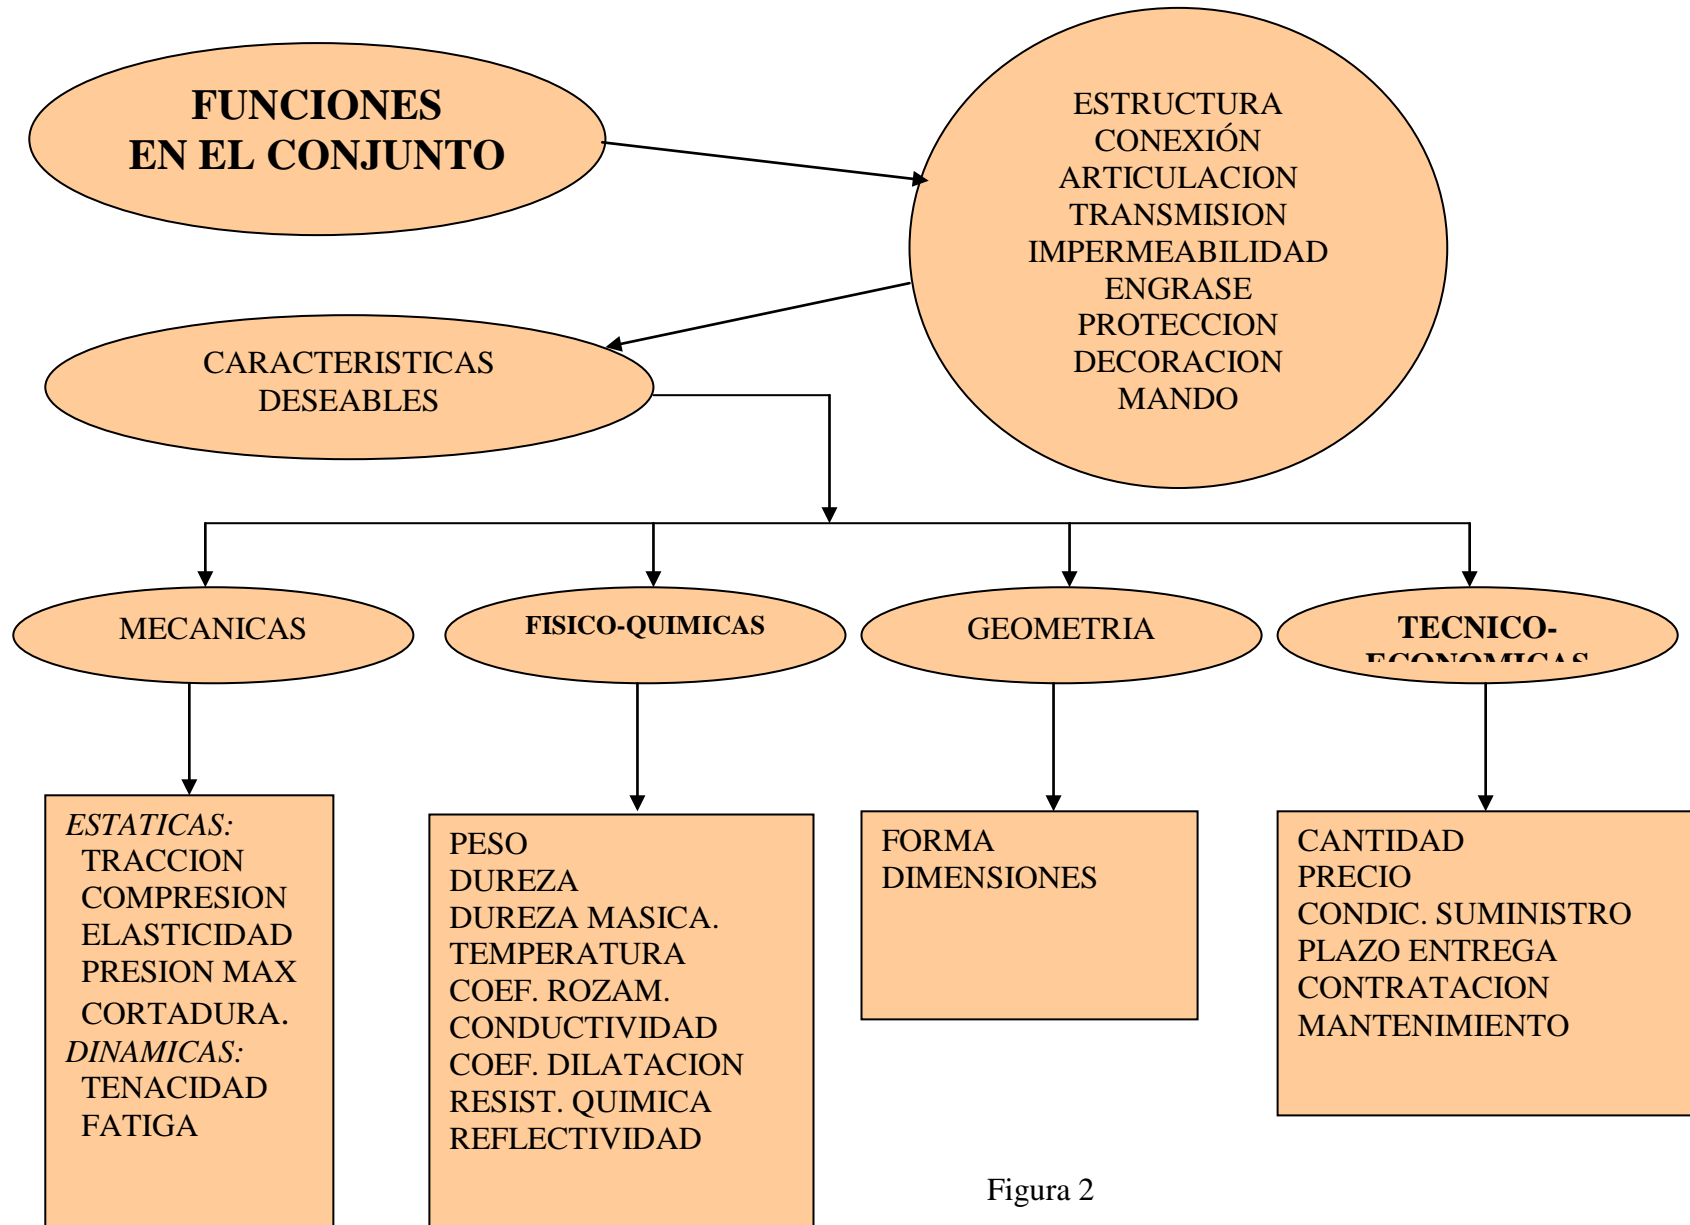 FUNCIONES
EN EL CONJUNTO
ESTRUCTURA
CONEXIÓN
ARTICULACION
TRANSMISION
IMPERMEABILIDAD
ENGRASE
PROTECCION
DECORACION
MANDO
CARACTERISTICAS
DESEABLES
MECANICAS
FISICO-QUIMICAS
GEOMETRIA
TECNICO-
ECONOMICAS
ESTATICAS:
TRACCION
COMPRESION
ELASTICIDAD
PRESION MAX
CORTADURA.
DINAMICAS:
TENACIDAD
FATIGA
PESO
DUREZA
DUREZA MASICA.
TEMPERATURA
COEF. ROZAM.
CONDUCTIVIDAD
COEF. DILATACION
RESIST. QUIMICA
REFLECTIVIDAD
FORMA
DIMENSIONES
CANTIDAD
PRECIO
CONDIC. SUMINISTRO
PLAZO ENTREGA
CONTRATACION
MANTENIMIENTO
Figura 2